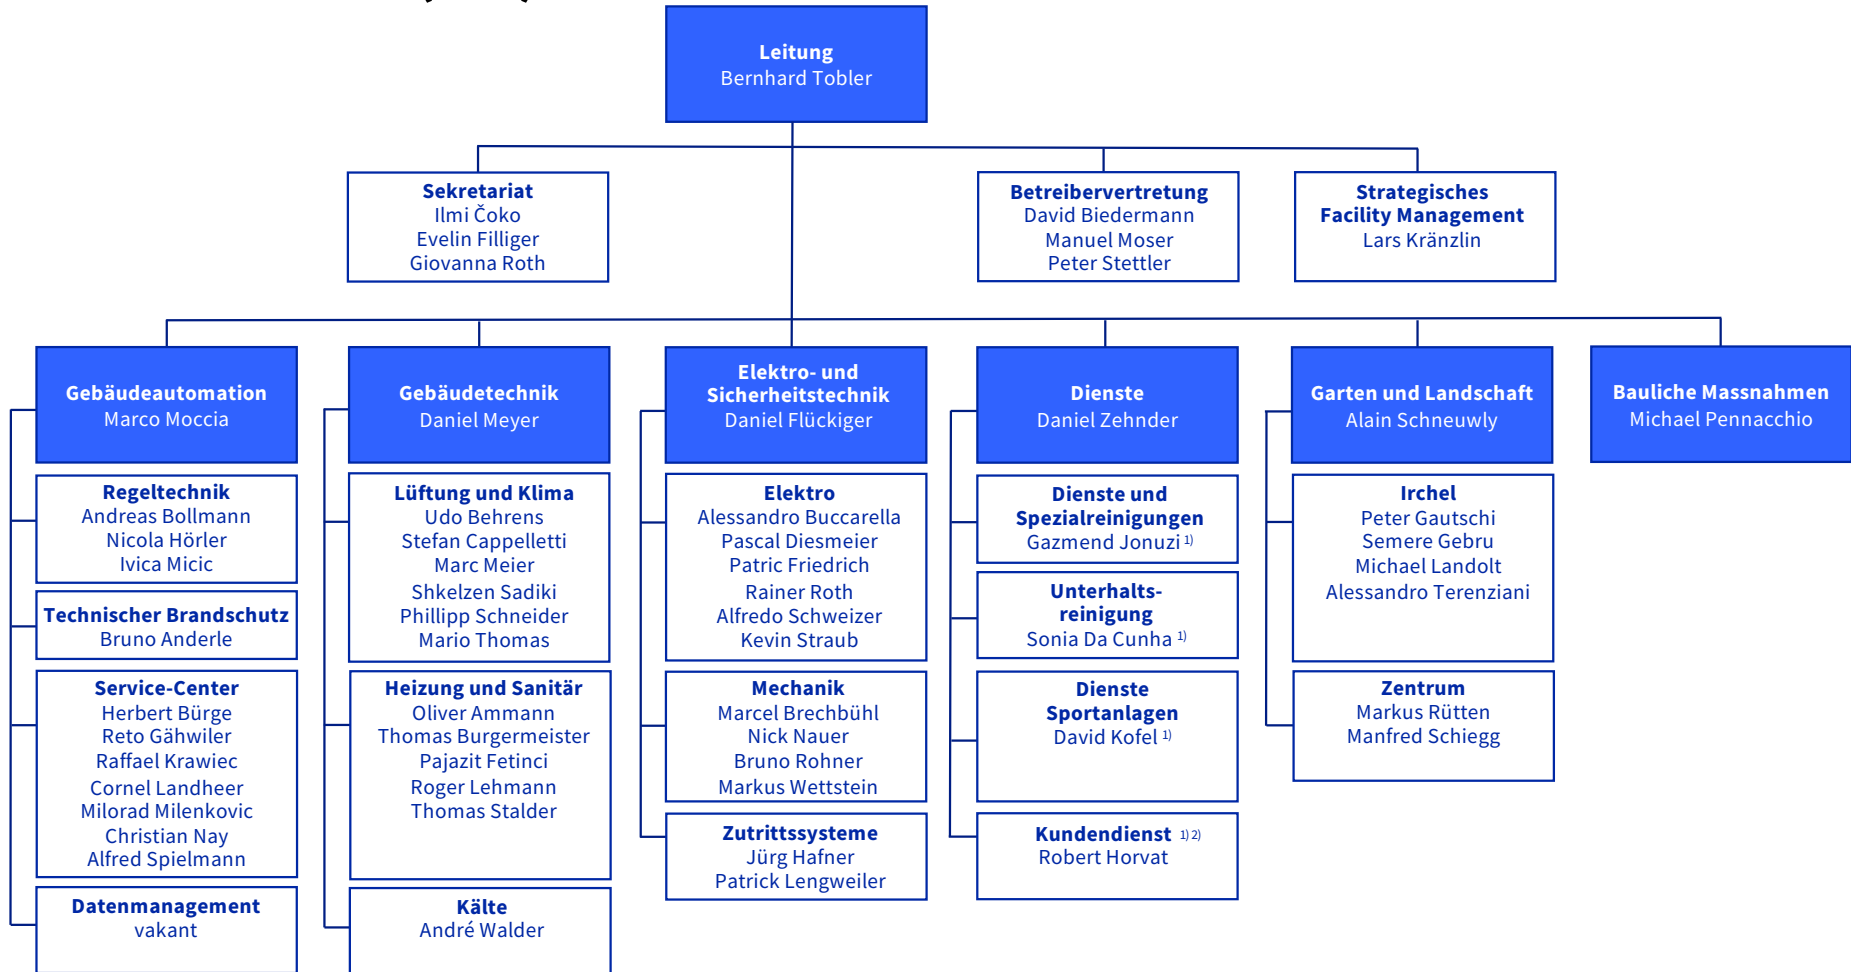 Leitung
Bernhard Tobler
Sekretariat
Ilmi Čoko
Evelin Filliger
Giovanna Roth
Betreibervertretung
David Biedermann
Manuel Moser
Peter Stettler
Strategisches
Facility Management
Lars Kränzlin
Gebäudeautomation
Marco Moccia
Regeltechnik
Andreas Bollmann
Nicola Hörler
Ivica Micic
Technischer Brandschutz
Bruno Anderle
Service-Center
Herbert Bürge
Reto Gähwiler
Raffael Krawiec
Cornel Landheer
Milorad Milenkovic
Christian Nay
Alfred Spielmann
Datenmanagement
vakant
Gebäudetechnik
Daniel Meyer
Lüftung und Klima
Udo Behrens
Stefan Cappelletti
Marc Meier
Shkelzen Sadiki
Phillipp Schneider
Mario Thomas
Heizung und Sanitär
Oliver Ammann
Thomas Burgermeister
Pajazit Fetinci
Roger Lehmann
Thomas Stalder
Kälte
André Walder
Elektro- und
Sicherheitstechnik
Daniel Flückiger
Elektro
Alessandro Buccarella
Pascal Diesmeier
Patric Friedrich
Rainer Roth
Alfredo Schweizer
Kevin Straub
Mechanik
Marcel Brechbühl
Nick Nauer
Bruno Rohner
Markus Wettstein
Zutrittssysteme
Jürg Hafner
Patrick Lengweiler
Dienste
Daniel Zehnder
Dienste und
Spezialreinigungen
Gazmend Jonuzi 1)
Unterhalts-
reinigung
Sonia Da Cunha 1)
Dienste
Sportanlagen
David Kofel 1)
Kundendienst 1) 2)
Robert Horvat
Garten und Landschaft
Alain Schneuwly
Irchel
Peter Gautschi
Semere Gebru
Michael Landolt
Alessandro Terenziani
Zentrum
Markus Rütten
Manfred Schiegg
Bauliche Massnahmen
Michael Pennacchio